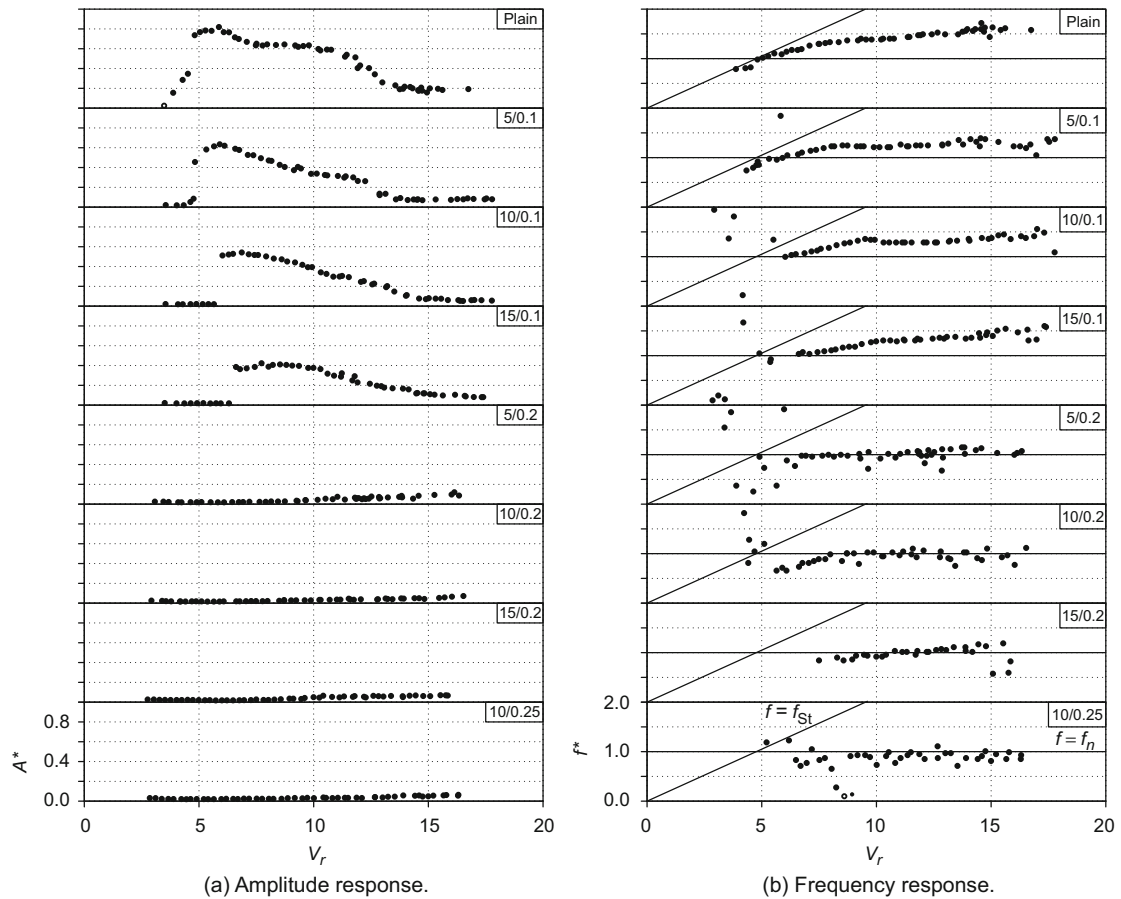 Plain
5/0.1
10/0.1
15/0.1
5/0.2
10/0.2
15/0.2
10/0.25
0.8
0.4
0.0
A*
0 5 10 15 20
V_r
(a) Amplitude response.
Plain
5/0.1
10/0.1
15/0.1
5/0.2
10/0.2
15/0.2
10/0.25
2.0
1.0
0.0
f*
f = f_St
f = f_n
0 5 10 15 20
V_r
(b) Frequency response.